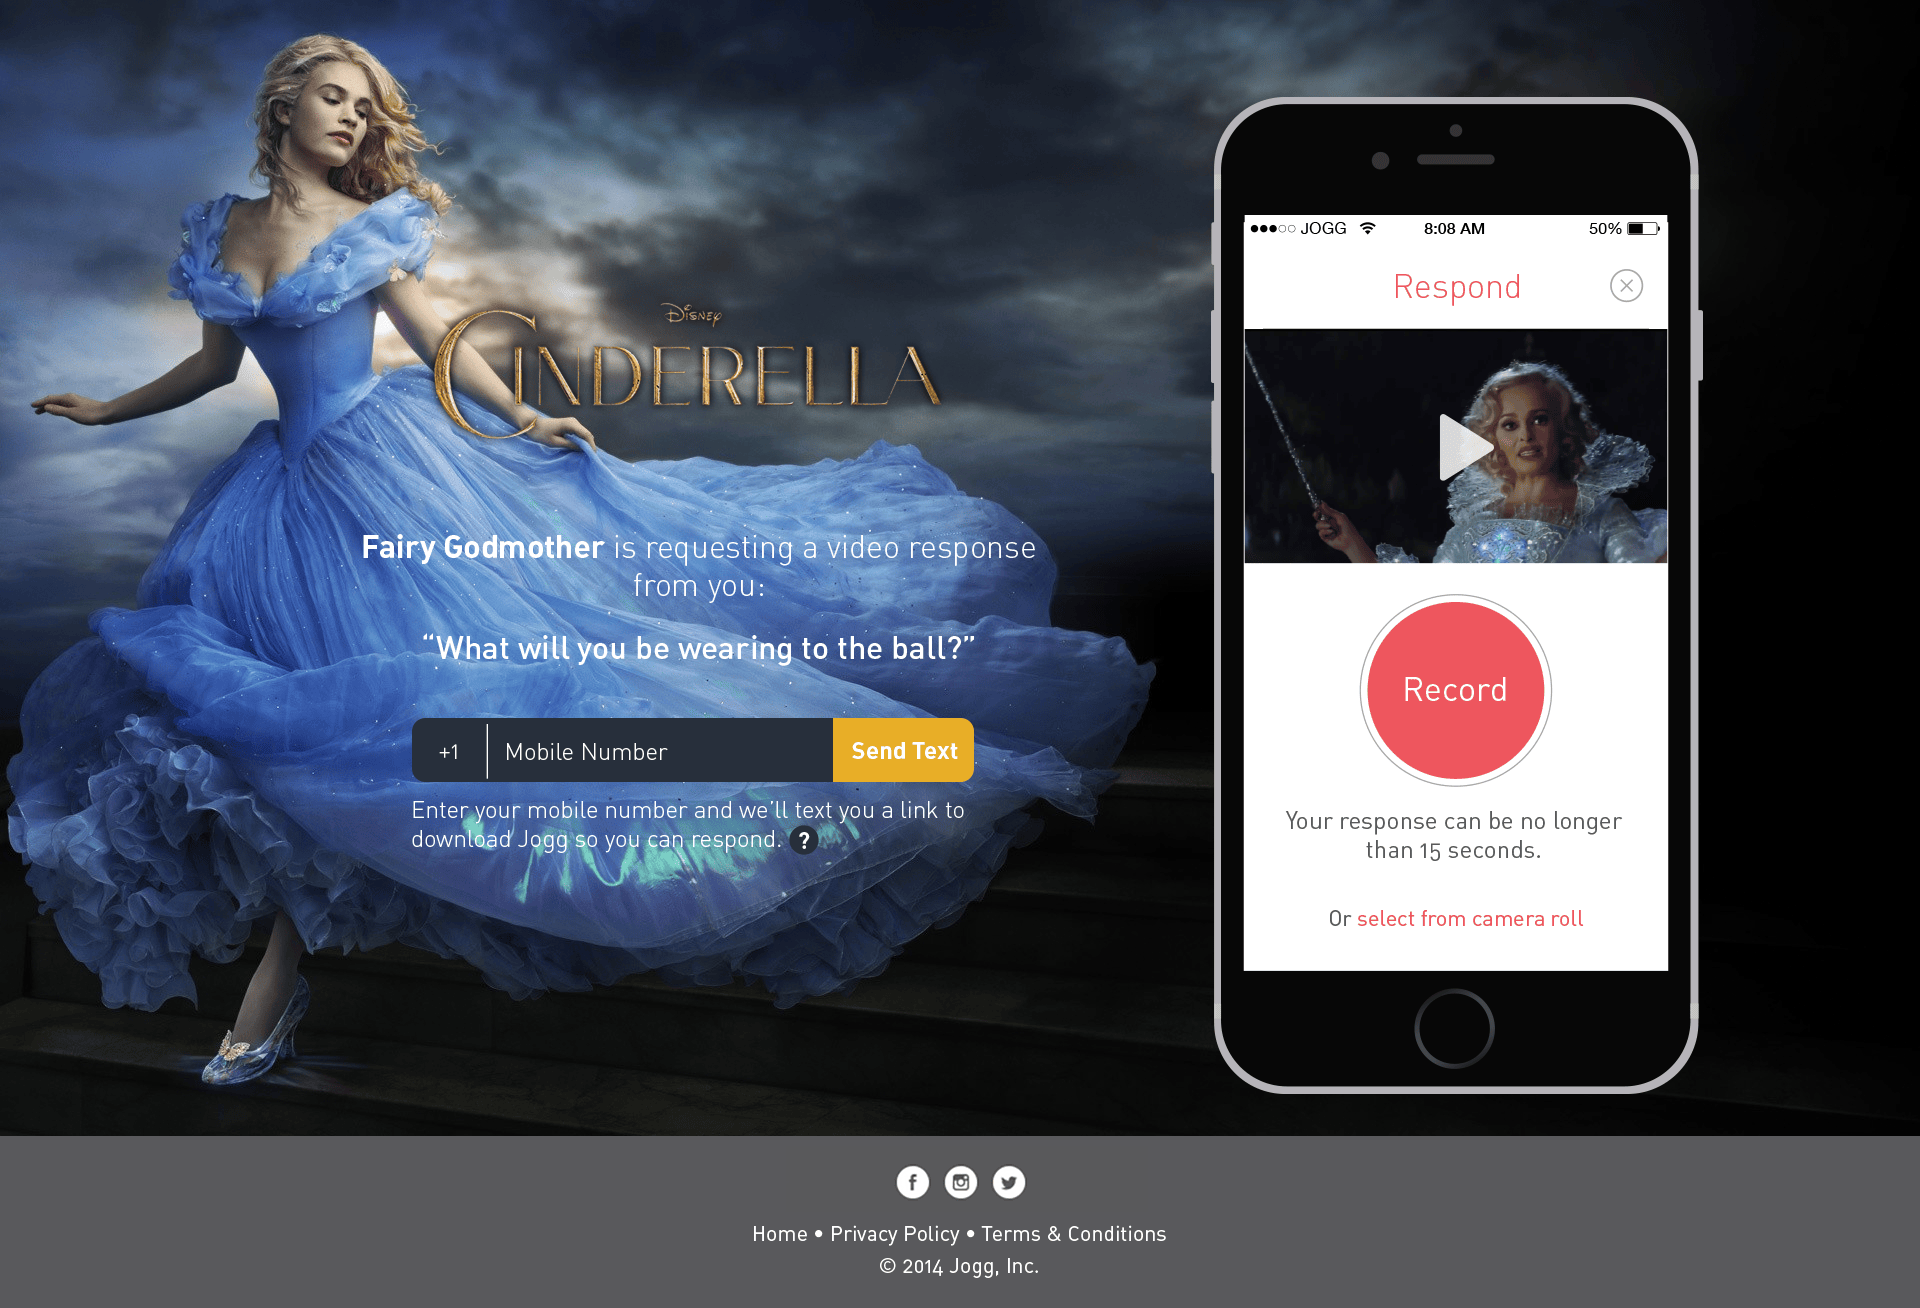 Disney
CINDERELLA
Fairy Godmother is requesting a video response
from you:
“What will you be wearing to the ball?”
+1 Mobile Number Send Text
Enter your mobile number and we’ll text you a link to
download Jogg so you can respond. ?
JOGG 8:08 AM 50%
Respond
Record
Your response can be no longer
than 15 seconds.
Or select from camera roll
Home • Privacy Policy • Terms & Conditions
© 2014 Jogg, Inc.